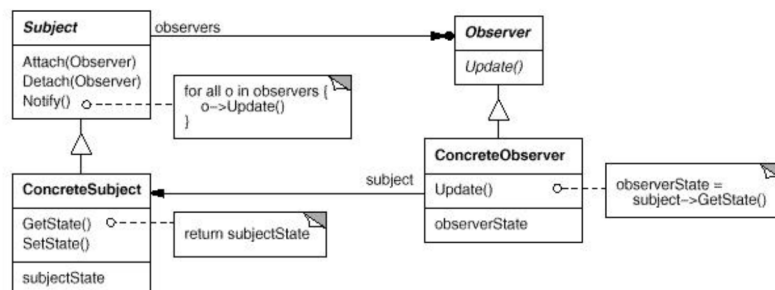 Subject
observers
Observer
Attach(Observer)
Detach(Observer)
Notify()
Update()
for all o in observers {
o->Update()
}
ConcreteSubject
subject
ConcreteObserver
GetState()
SetState()
return subjectState
Update()
observerState =
subject->GetState()
subjectState
observerState